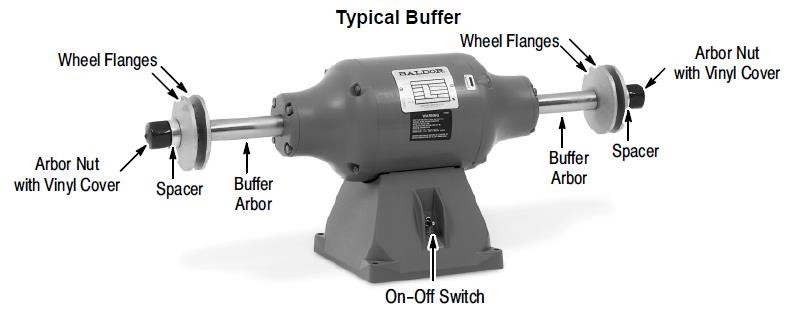 Typical Buffer
Wheel Flanges
Wheel Flanges
Arbor Nut
with Vinyl Cover
BALDOR
WARNING
Arbor Nut
with Vinyl Cover
Spacer
Buffer
Arbor
Buffer
Arbor
Spacer
On-Off Switch